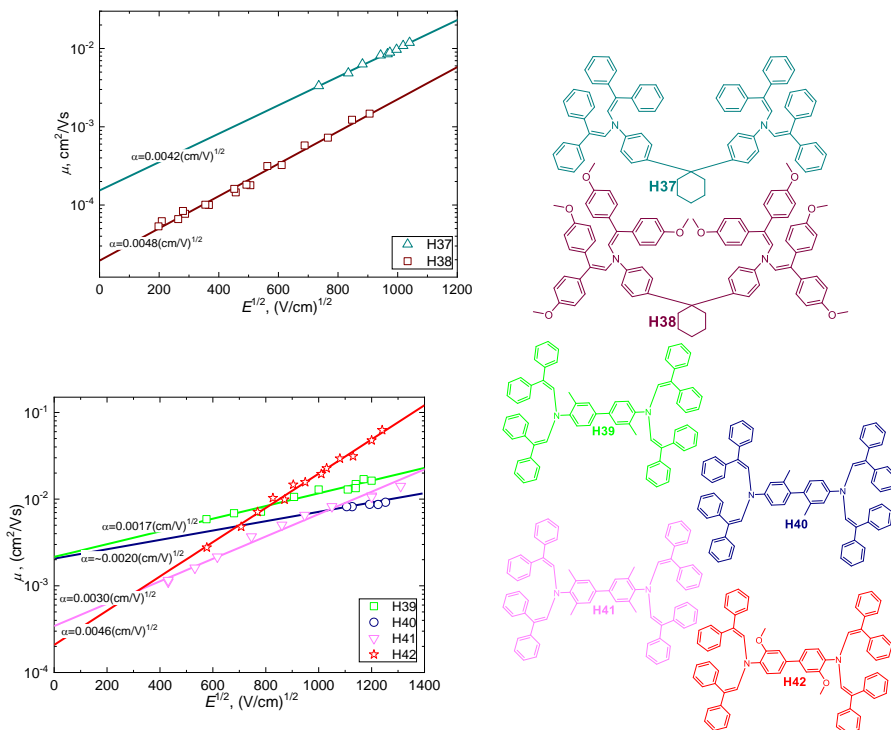 10⁻²
10⁻³
10⁻⁴
μ, cm²/Vs
α=0.0042(cm/V)^1/2
α=0.0048(cm/V)^1/2
H37
H38
0 200 400 600 800 1000 1200
E^1/2, (V/cm)^1/2
N N
H37
O O
O O O O
N N
O O
H38
10⁻¹
10⁻²
10⁻³
10⁻⁴
μ, (cm²/Vs)
α=0.0017(cm/V)^1/2
α=~0.0020(cm/V)^1/2
α=0.0030(cm/V)^1/2
α=0.0046(cm/V)^1/2
H39
H40
H41
H42
0 200 400 600 800 1000 1200 1400
E^1/2, (V/cm)^1/2
N N
H39
N N
H40
N N
H41
O
N N
O
H42